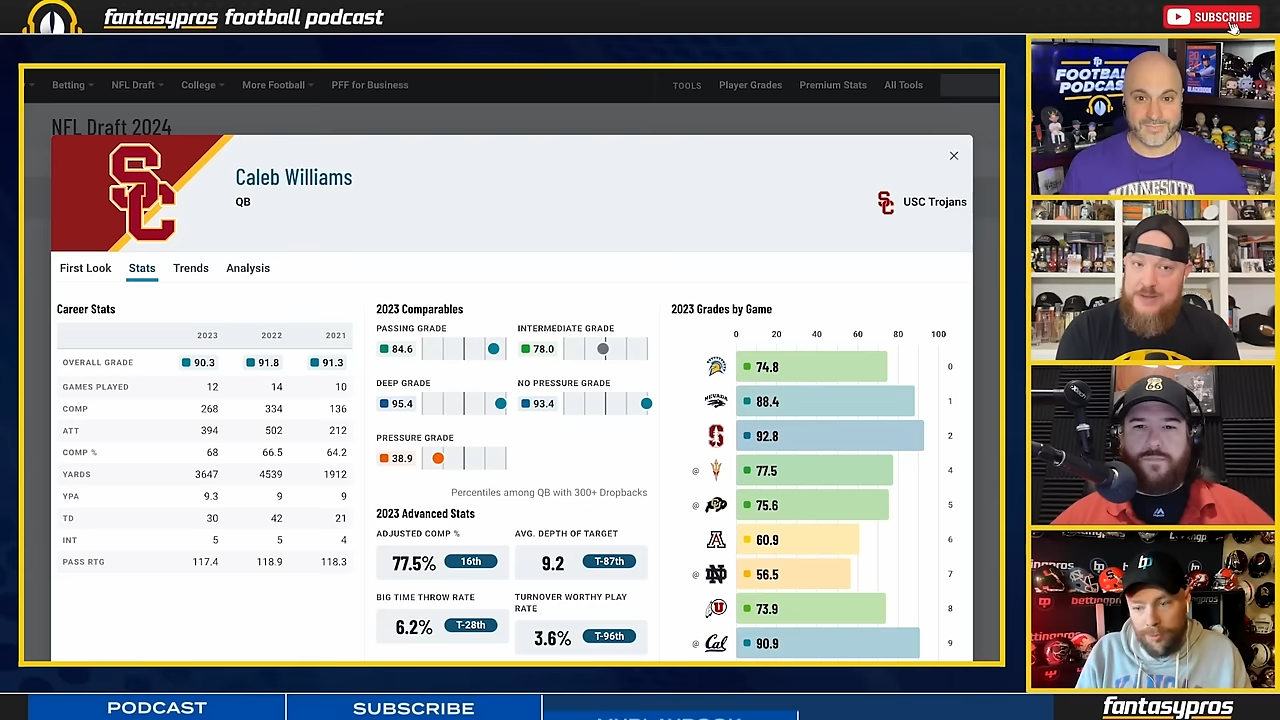 fantasypros football podcast
SUBSCRIBE
Betting
NFL Draft
College
More Football
PFF for Business
TOOLS
Player Grades
Premium Stats
All Tools
NFL Draft 2024
SC
Caleb Williams
QB
SC
USC Trojans
First Look
Stats
Trends
Analysis
Career Stats
2023 2022 2021
OVERALL GRADE 90.3 91.8 91.3
GAMES PLAYED 12 14 10
COMP 268 334 136
ATT 394 502 212
COMP % 68 66.5 64.2
YARDS 3647 4539 1912
YPA 9.3 9 9
TD 30 42 21
INT 5 5 4
PASS RTG 117.4 118.9 118.3
2023 Comparables
PASSING GRADE
84.6
INTERMEDIATE GRADE
78.0
DEEP GRADE
95.4
NO PRESSURE GRADE
93.4
PRESSURE GRADE
38.9
Percentiles among QB with 300+ Dropbacks
2023 Advanced Stats
ADJUSTED COMP %
77.5% 16th
AVG. DEPTH OF TARGET
9.2 T-87th
BIG TIME THROW RATE
6.2% T-28th
TURNOVER WORTHY PLAY
RATE
3.6% T-96th
2023 Grades by Game
0 20 40 60 80 100
74.8 0
NEVADA 88.4 1
S 92.8 2
@ 77.5 4
@ CU 75.6 5
A 60.9 6
@ ND 56.5 7
U 73.9 8
@ Cal 90.9 9
FOOTBALL
PODCAST
MINNESOTA
66
bp
bettingpros
PODCAST
SUBSCRIBE
fantasypros